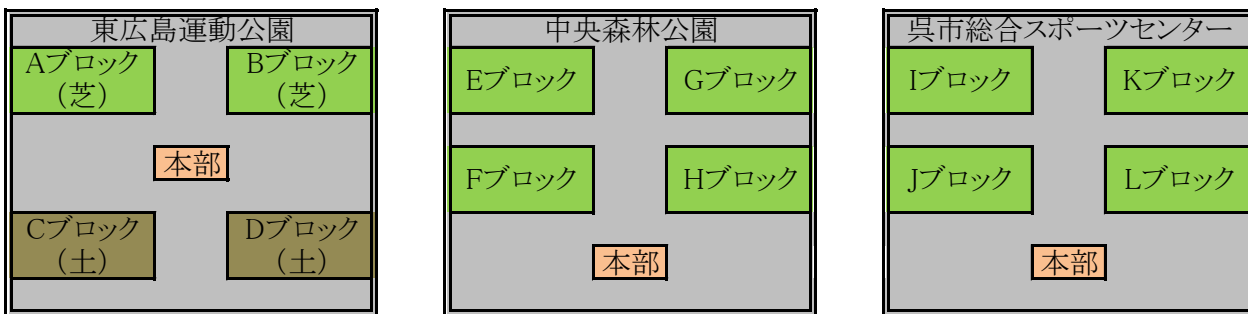 東広島運動公園
Aブロック
（芝）
Bブロック
（芝）
本部
Cブロック
（土）
Dブロック
（土）
中央森林公園
Eブロック
Gブロック
Fブロック
Hブロック
本部
呉市総合スポーツセンター
Iブロック
Kブロック
Jブロック
Lブロック
本部